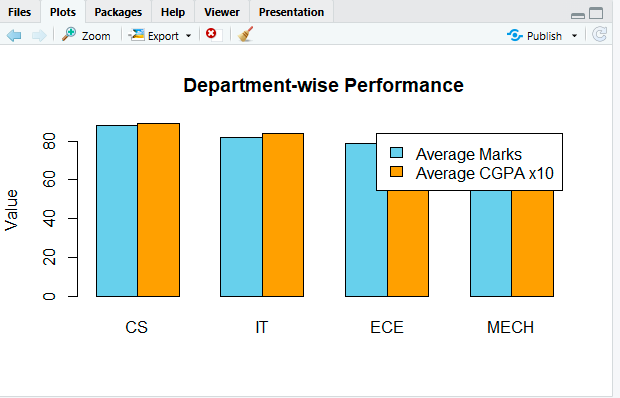 Files Plots Packages Help Viewer Presentation
Zoom Export Publish
Department-wise Performance
Average Marks
Average CGPA x10
Value
0 20 40 60 80
CS IT ECE MECH